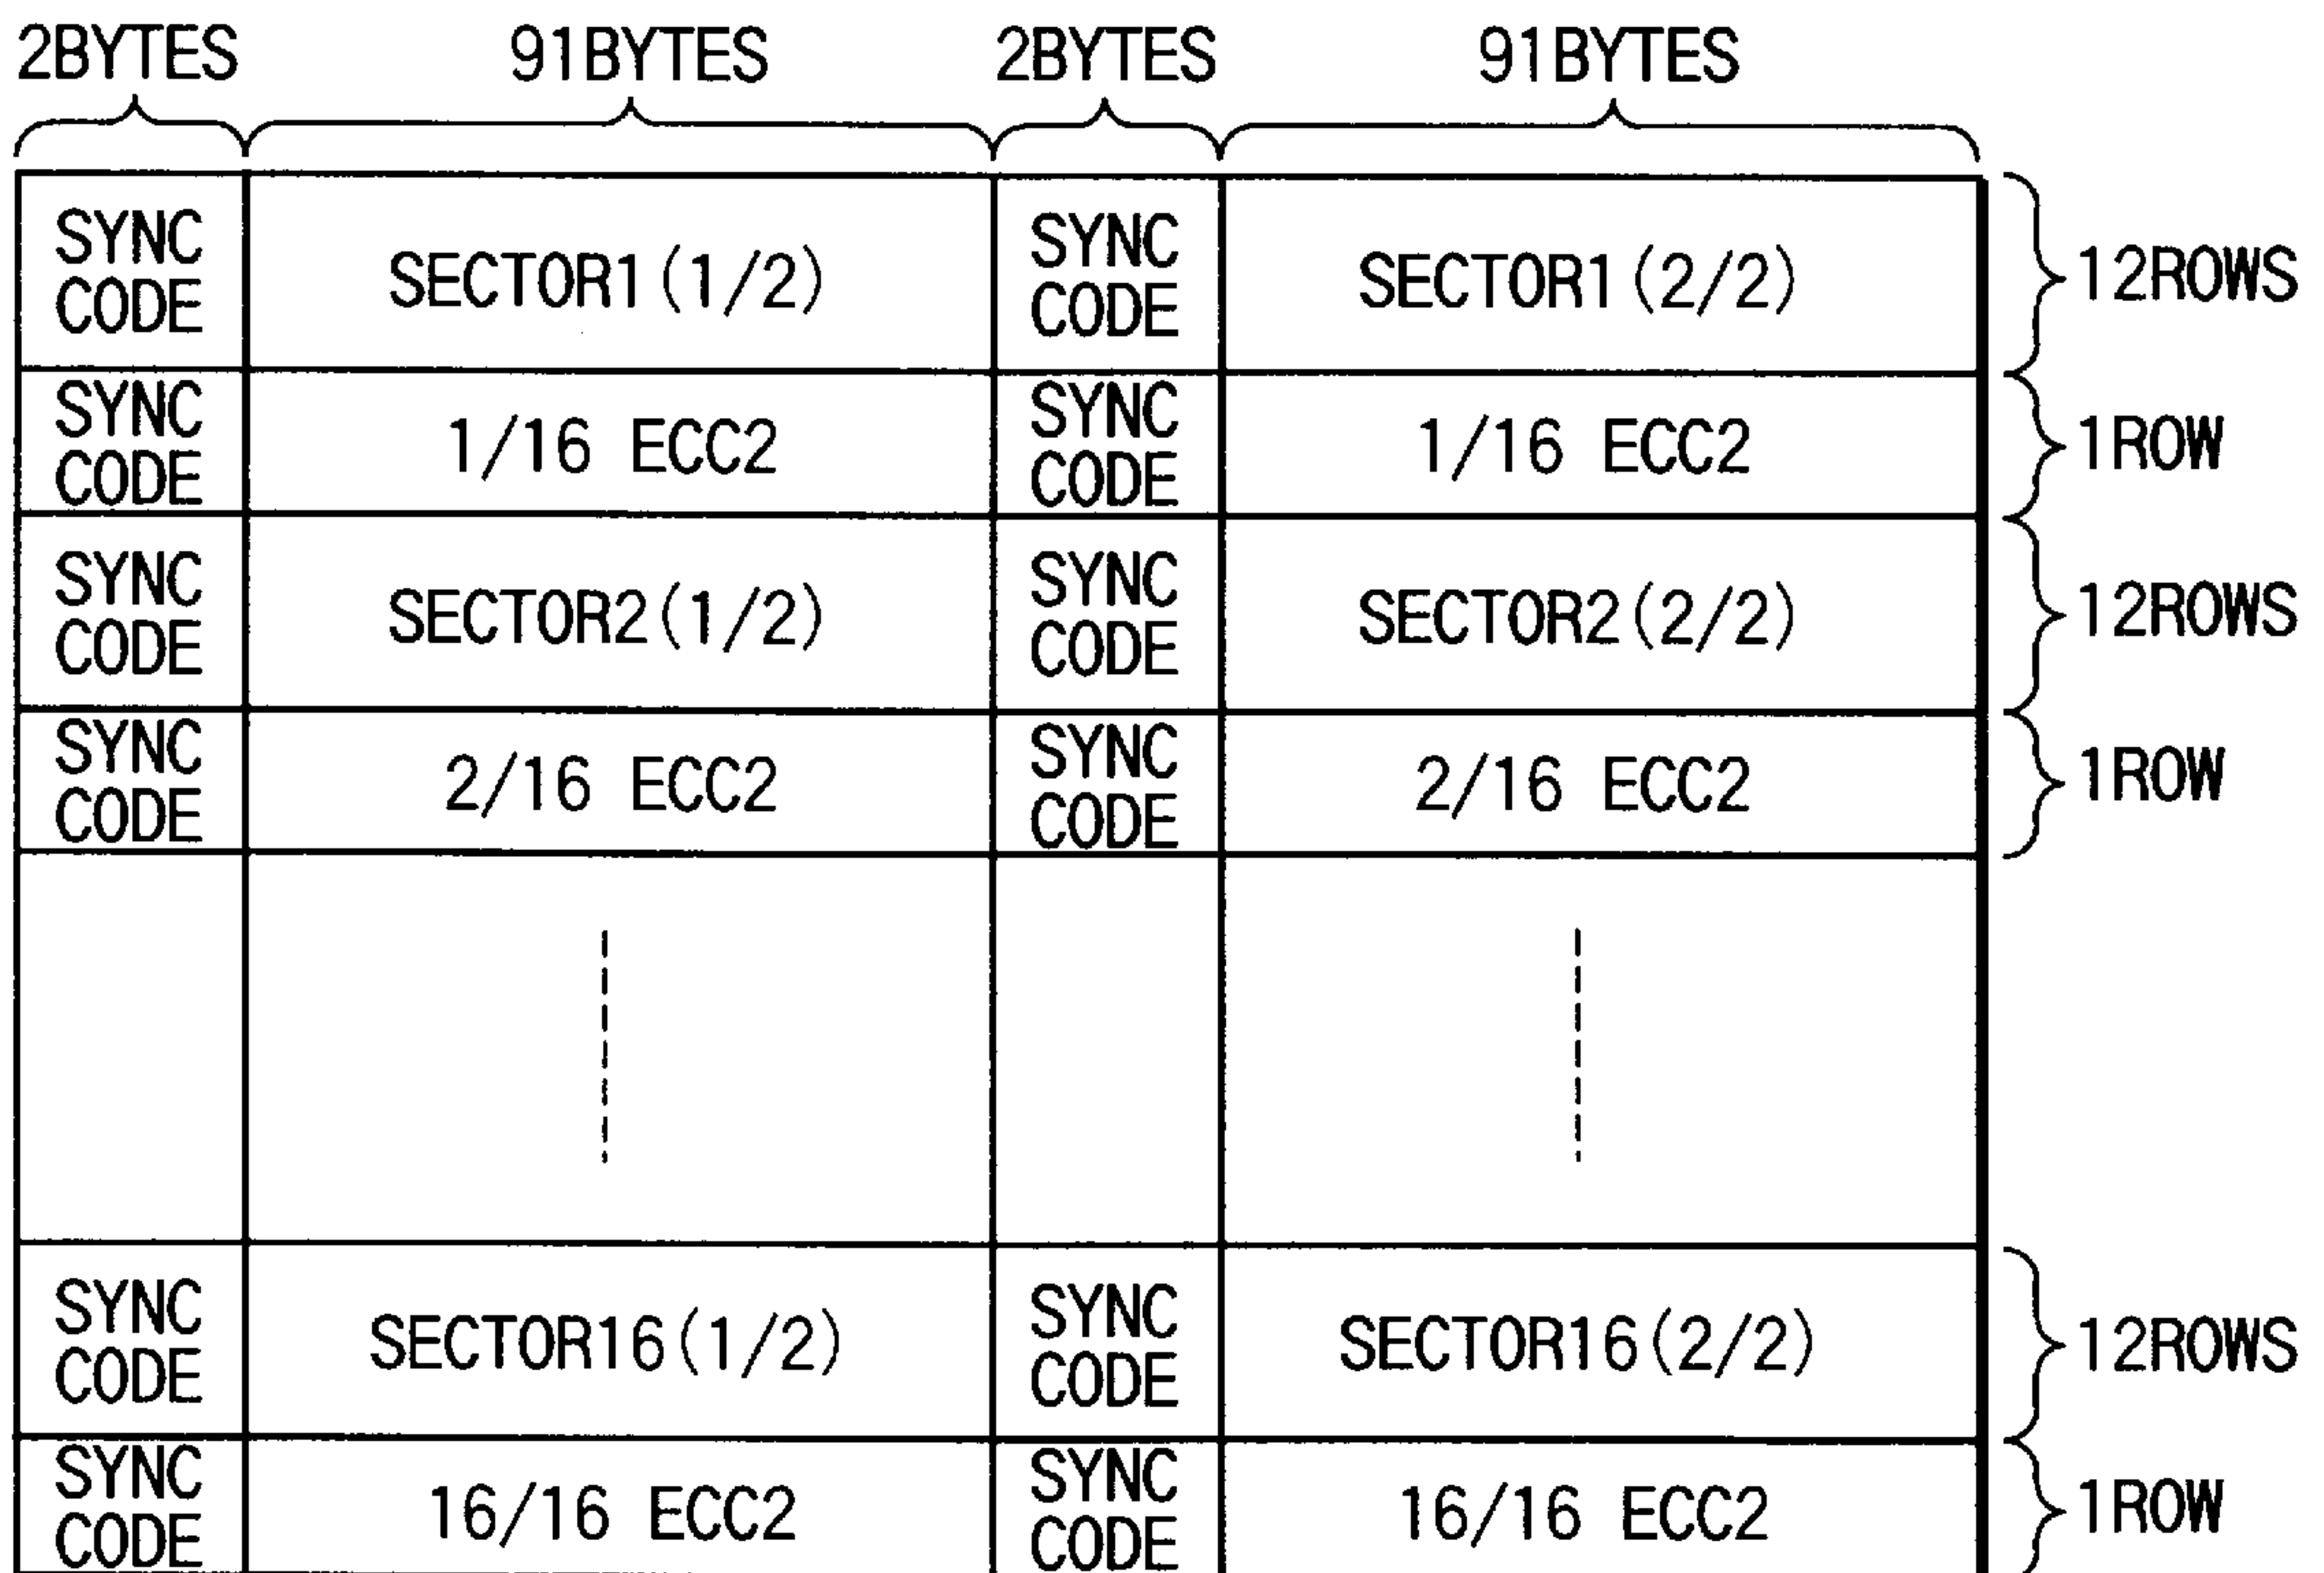 2BYTES 91BYTES 2BYTES 91BYTES
SYNC CODE SECTOR1(1/2) SYNC CODE SECTOR1(2/2) 12ROWS
SYNC CODE 1/16 ECC2 SYNC CODE 1/16 ECC2 1ROW
SYNC CODE SECTOR2(1/2) SYNC CODE SECTOR2(2/2) 12ROWS
SYNC CODE 2/16 ECC2 SYNC CODE 2/16 ECC2 1ROW
SYNC CODE SECTOR16(1/2) SYNC CODE SECTOR16(2/2) 12ROWS
SYNC CODE 16/16 ECC2 SYNC CODE 16/16 ECC2 1ROW